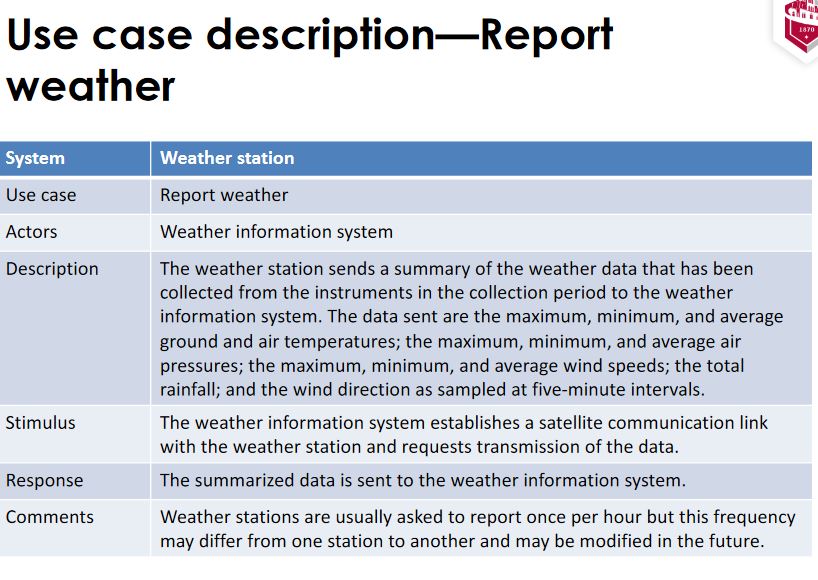 Use case description—Report
weather
1870
System Weather station
Use case Report weather
Actors Weather information system
Description The weather station sends a summary of the weather data that has been
collected from the instruments in the collection period to the weather
information system. The data sent are the maximum, minimum, and average
ground and air temperatures; the maximum, minimum, and average air
pressures; the maximum, minimum, and average wind speeds; the total
rainfall; and the wind direction as sampled at five-minute intervals.
Stimulus The weather information system establishes a satellite communication link
with the weather station and requests transmission of the data.
Response The summarized data is sent to the weather information system.
Comments Weather stations are usually asked to report once per hour but this frequency
may differ from one station to another and may be modified in the future.